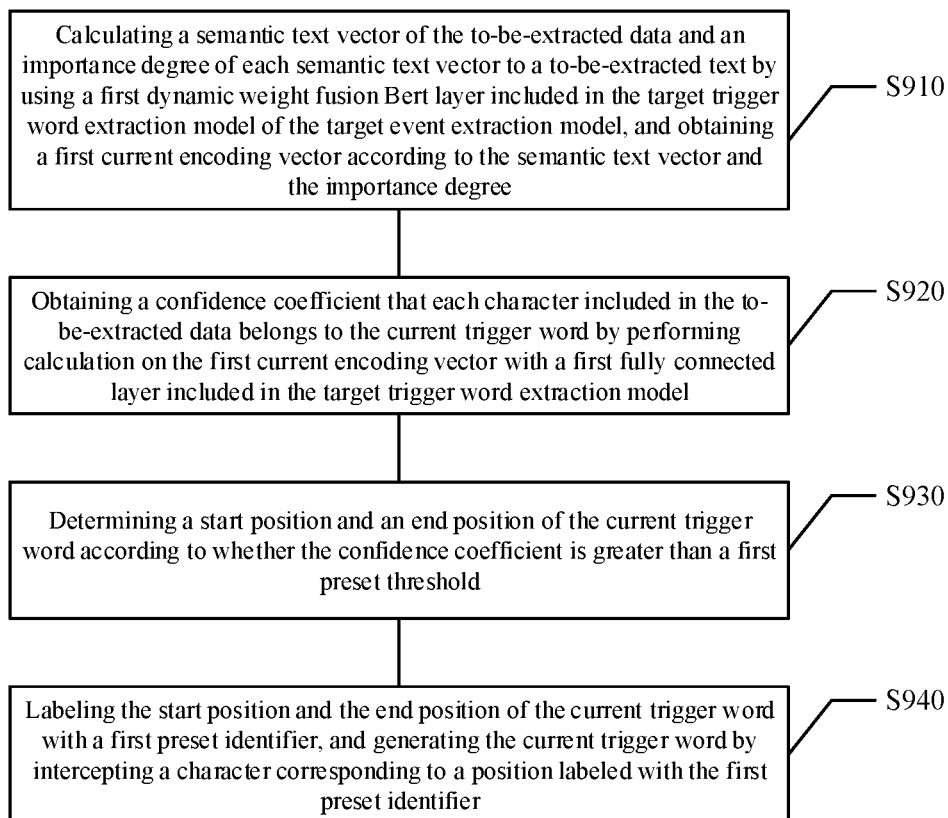 Calculating a semantic text vector of the to-be-extracted data and an
importance degree of each semantic text vector to a to-be-extracted text by
using a first dynamic weight fusion Bert layer included in the target trigger
word extraction model of the target event extraction model, and obtaining
a first current encoding vector according to the semantic text vector and
the importance degree
S910
Obtaining a confidence coefficient that each character included in the to-
be-extracted data belongs to the current trigger word by performing
calculation on the first current encoding vector with a first fully connected
layer included in the target trigger word extraction model
S920
Determining a start position and an end position of the current trigger
word according to whether the confidence coefficient is greater than a first
preset threshold
S930
Labeling the start position and the end position of the current trigger word
with a first preset identifier, and generating the current trigger word by
intercepting a character corresponding to a position labeled with the first
preset identifier
S940